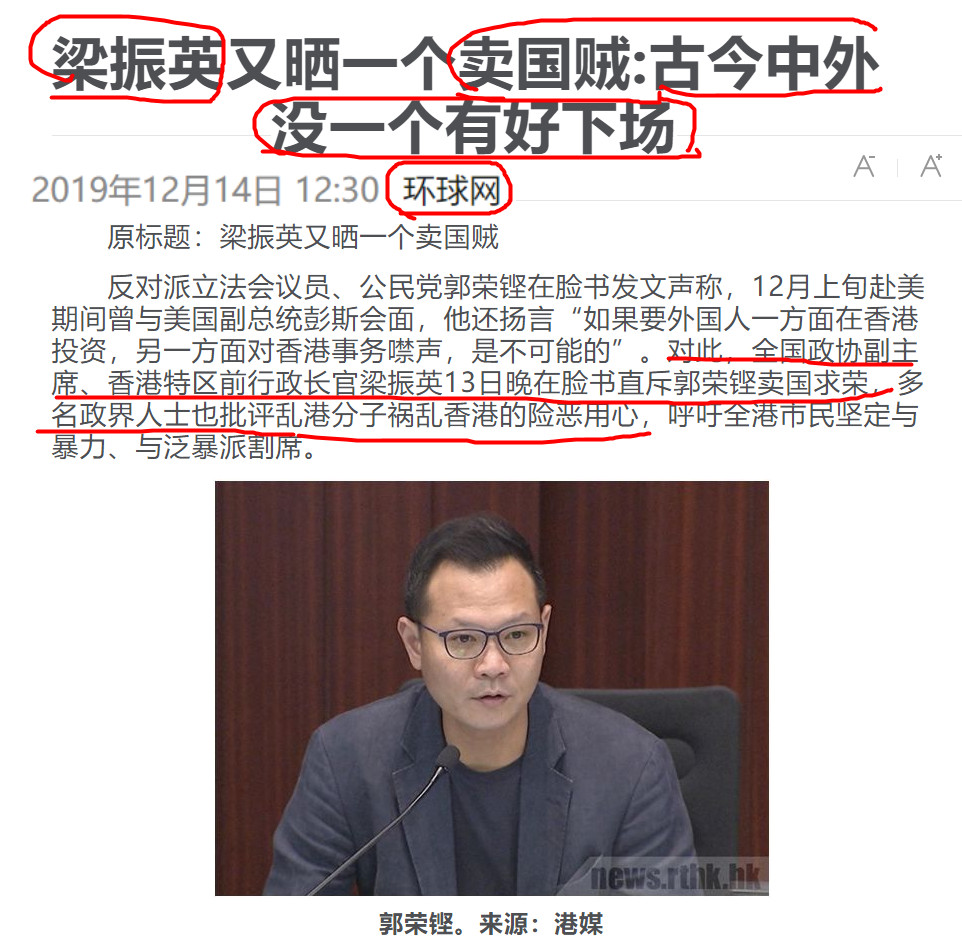 梁振英又晒一个卖国贼:古今中外
没一个有好下场
A- A+
2019年12月14日 12:30 环球网
原标题：梁振英又晒一个卖国贼
反对派立法会议员、公民党郭荣铿在脸书发文声称，12月上旬赴美
期间曾与美国副总统彭斯会面，他还扬言“如果要外国人一方面在香港
投资，另一方面对香港事务噤声，是不可能的”。对此，全国政协副主
席、香港特区前行政长官梁振英13日晚在脸书直斥郭荣铿卖国求荣，多
名政界人士也批评乱港分子祸乱香港的险恶用心，呼吁全港市民坚定与
暴力、与泛暴派割席。
news.rthk.hk
郭荣铿。来源：港媒